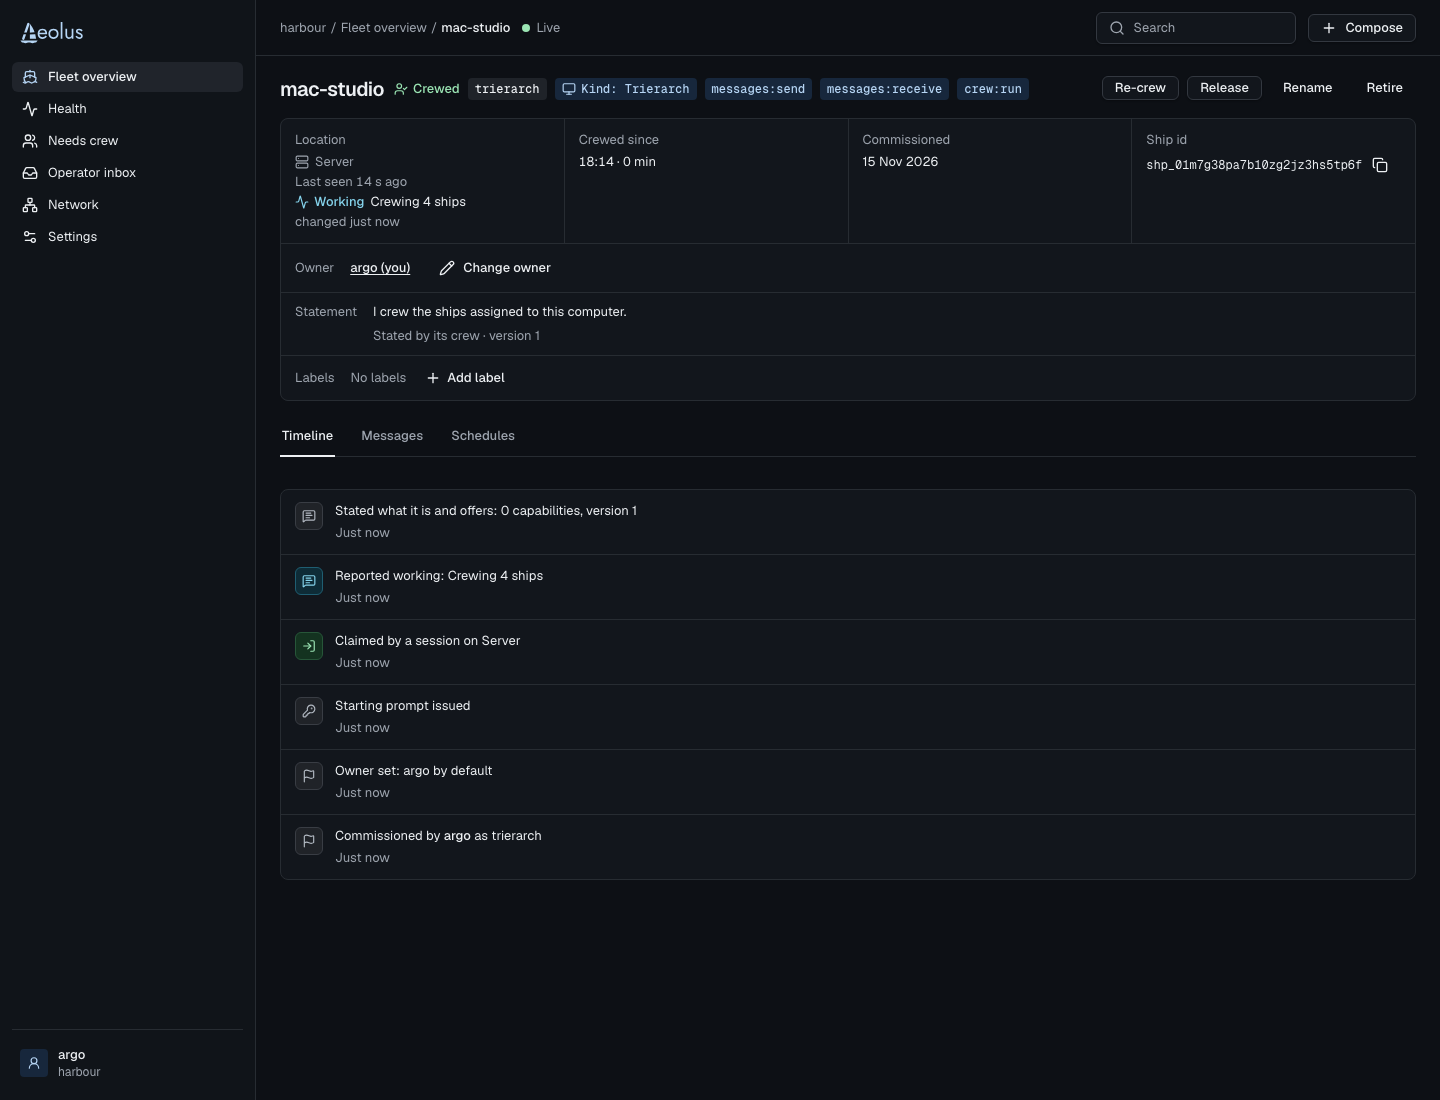 Aeolus
Fleet overview
Health
Needs crew
Operator inbox
Network
Settings
argo
harbour
harbour / Fleet overview / mac-studio Live
Search
Compose
mac-studio Crewed trierarch Kind: Trierarch messages:send messages:receive crew:run
Re-crew Release Rename Retire
Location
Server
Last seen 14 s ago
Working Crewing 4 ships
changed just now
Crewed since
18:14 · 0 min
Commissioned
15 Nov 2026
Ship id
shp_01m7g38pa7b10zg2jz3hs5tp6f
Owner argo (you) Change owner
Statement I crew the ships assigned to this computer.
Stated by its crew · version 1
Labels No labels Add label
Timeline Messages Schedules
Stated what it is and offers: 0 capabilities, version 1
Just now
Reported working: Crewing 4 ships
Just now
Claimed by a session on Server
Just now
Starting prompt issued
Just now
Owner set: argo by default
Just now
Commissioned by argo as trierarch
Just now